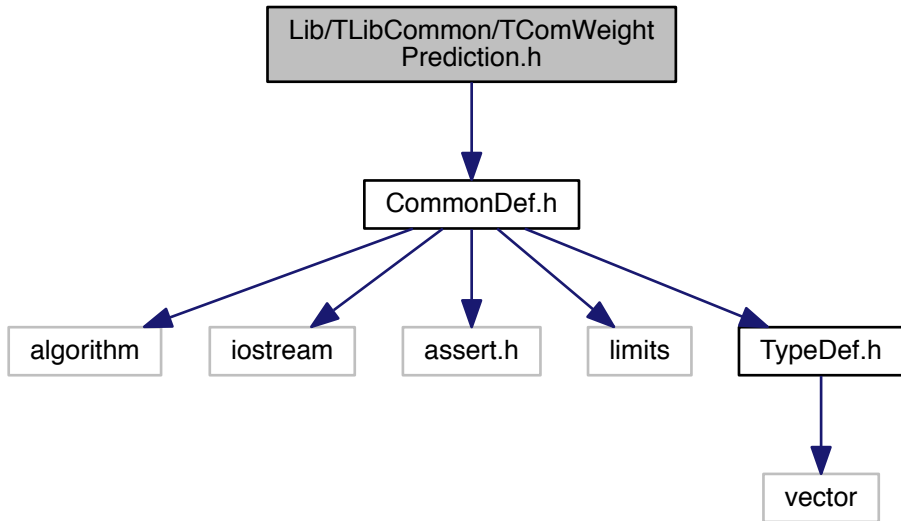 Lib/TLibCommon/TComWeight
Prediction.h
CommonDef.h
algorithm
iostream
assert.h
limits
TypeDef.h
vector